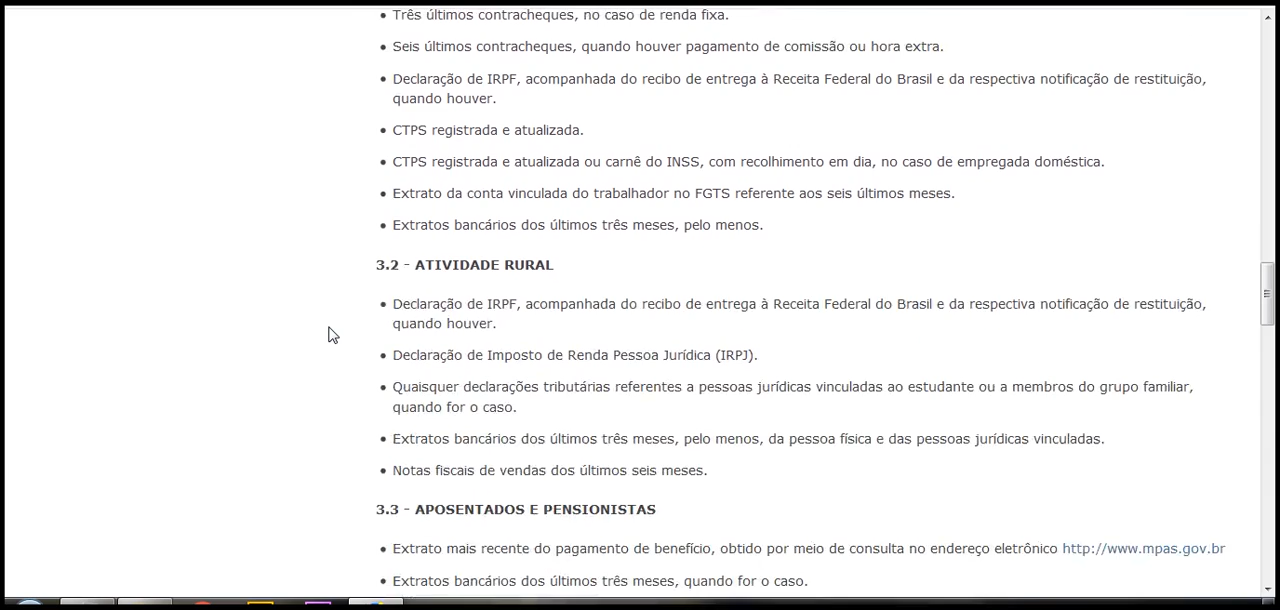 • Três últimos contracheques, no caso de renda fixa.
• Seis últimos contracheques, quando houver pagamento de comissão ou hora extra.
• Declaração de IRPF, acompanhada do recibo de entrega à Receita Federal do Brasil e da respectiva notificação de restituição,
quando houver.
• CTPS registrada e atualizada.
• CTPS registrada e atualizada ou carnê do INSS, com recolhimento em dia, no caso de empregada doméstica.
• Extrato da conta vinculada do trabalhador no FGTS referente aos seis últimos meses.
• Extratos bancários dos últimos três meses, pelo menos.
3.2 - ATIVIDADE RURAL
• Declaração de IRPF, acompanhada do recibo de entrega à Receita Federal do Brasil e da respectiva notificação de restituição,
quando houver.
• Declaração de Imposto de Renda Pessoa Jurídica (IRPJ).
• Quaisquer declarações tributárias referentes a pessoas jurídicas vinculadas ao estudante ou a membros do grupo familiar,
quando for o caso.
• Extratos bancários dos últimos três meses, pelo menos, da pessoa física e das pessoas jurídicas vinculadas.
• Notas fiscais de vendas dos últimos seis meses.
3.3 - APOSENTADOS E PENSIONISTAS
• Extrato mais recente do pagamento de benefício, obtido por meio de consulta no endereço eletrônico http://www.mpas.gov.br
• Extratos bancários dos últimos três meses, quando for o caso.